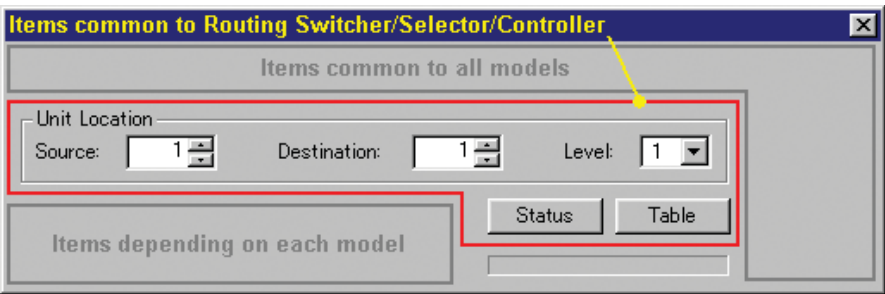 Items common to Routing Switcher/Selector/Controller
Items common to all models
Unit Location
Source: 1 Destination: 1 Level: 1
Status Table
Items depending on each model